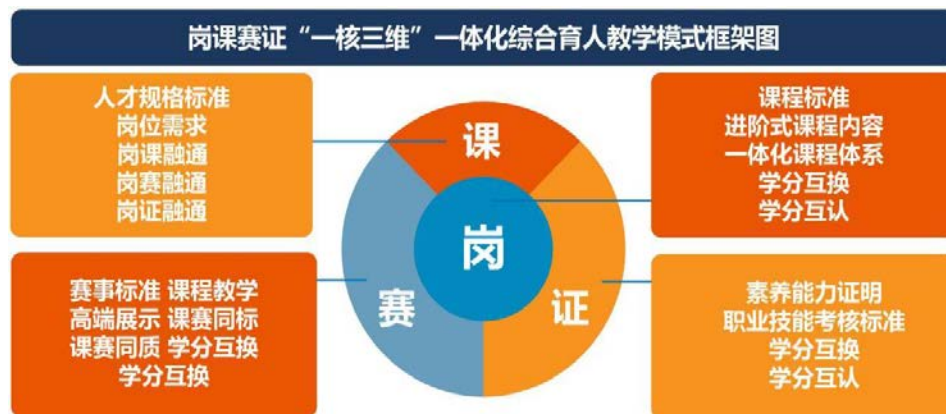 岗课赛证“一核三维”一体化综合育人教学模式框架图
人才规格标准
岗位需求
岗课融通
岗赛融通
岗证融通
课程标准
进阶式课程内容
一体化课程体系
学分互换
学分互认
课
岗
赛
证
赛事标准 课程教学
高端展示 课赛同标
课赛同质 学分互换
学分互换
素养能力证明
职业技能考核标准
学分互换
学分互认